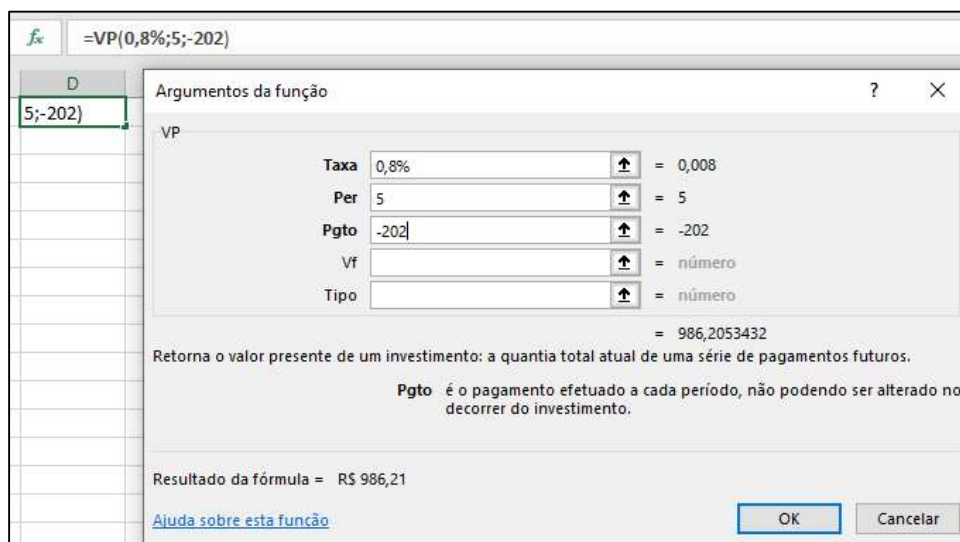 fx =VP(0,8%;5;-202)
D
5;-202)
Argumentos da função ? X
VP
Taxa 0,8% = 0,008
Per 5 = 5
Pgto -202 = -202
Vf = número
Tipo = número
= 986,2053432
Retorna o valor presente de um investimento: a quantia total atual de uma série de pagamentos futuros.
Pgto é o pagamento efetuado a cada período, não podendo ser alterado no
decorrer do investimento.
Resultado da fórmula = R$ 986,21
Ajuda sobre esta função OK Cancelar